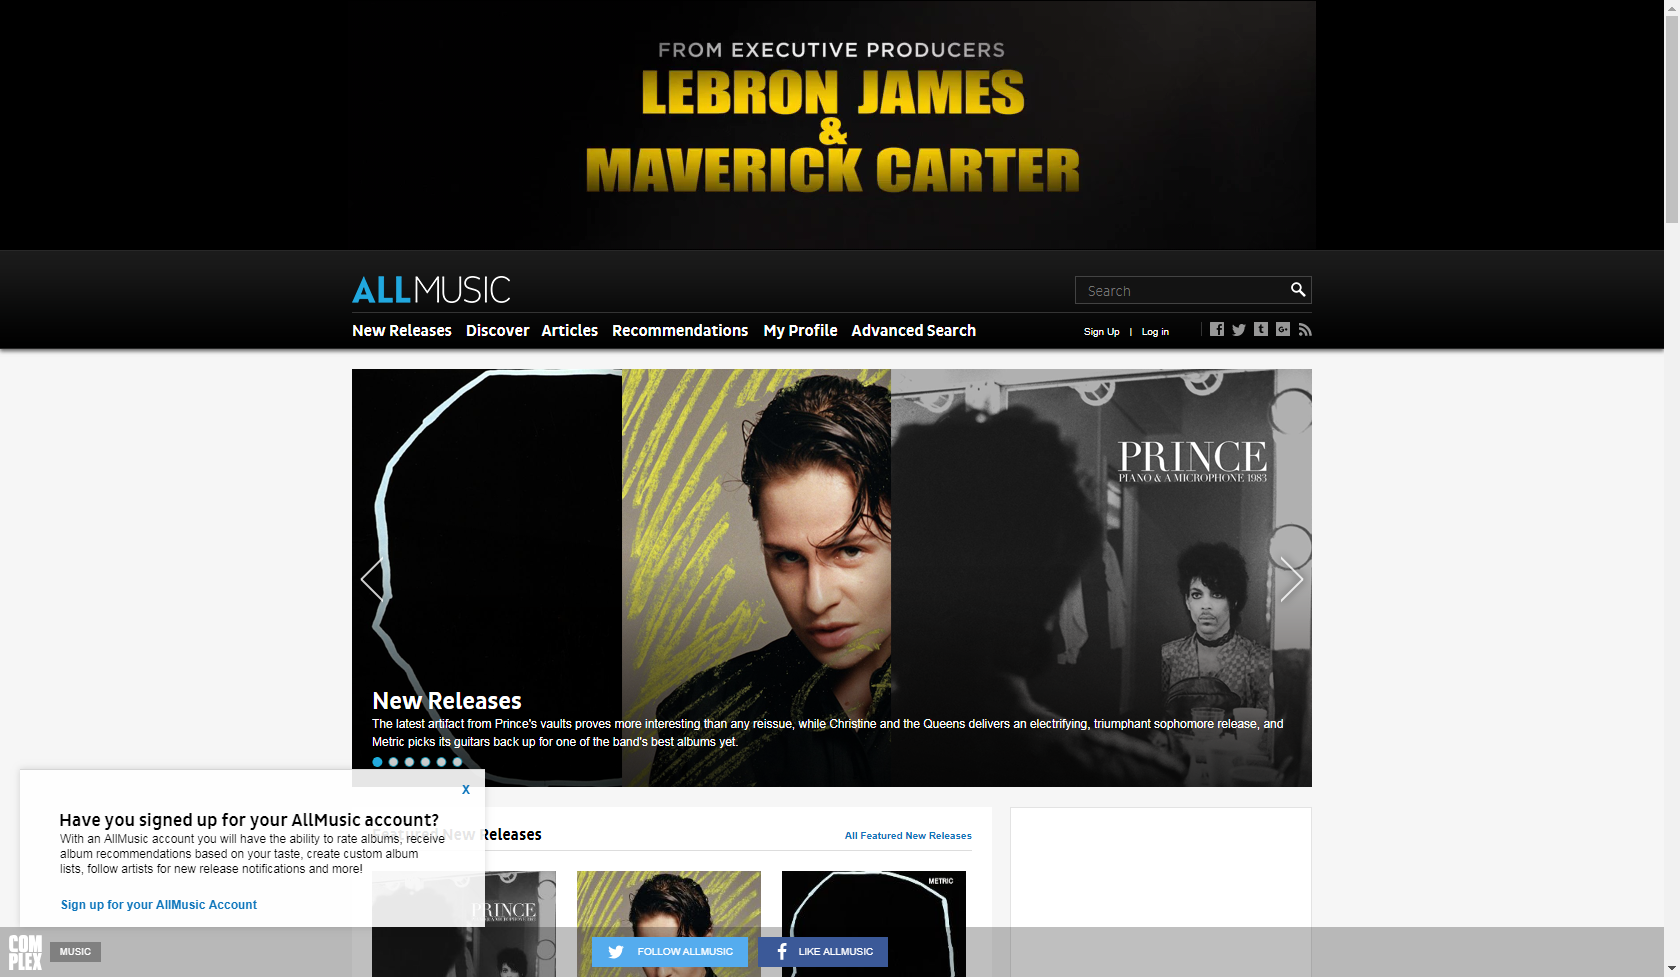 FROM EXECUTIVE PRODUCERS
LEBRON JAMES
&
MAVERICK CARTER
ALLMUSIC
Search
New Releases Discover Articles Recommendations My Profile Advanced Search
Sign Up | Log in
PRINCE
PIANO & A MICROPHONE 1983
New Releases
The latest artifact from Prince's vaults proves more interesting than any reissue, while Christine and the Queens delivers an electrifying, triumphant sophomore release, and
Metric picks its guitars back up for one of the band's best albums yet.
X
Have you signed up for your AllMusic account?
With an AllMusic account you will have the ability to rate albums, receive
album recommendations based on your taste, create custom album
lists, follow artists for new release notifications and more!
Sign up for your AllMusic Account
Featured New Releases
All Featured New Releases
PRINCE
METRIC
COM
PLEX
MUSIC
FOLLOW ALLMUSIC
LIKE ALLMUSIC